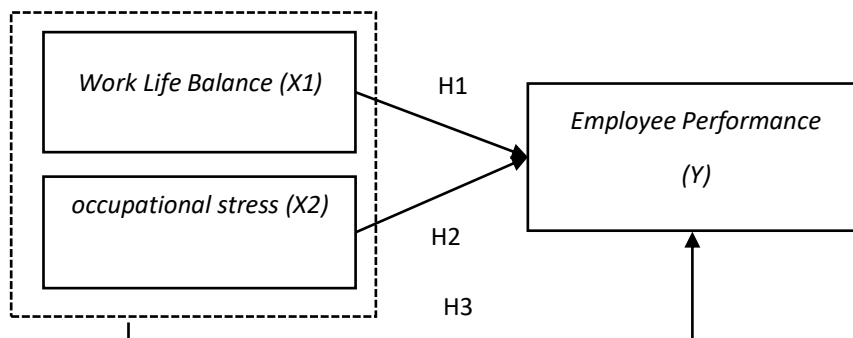 Work Life Balance (X1)
H1
Employee Performance
(Y)
occupational stress (X2)
H2
H3